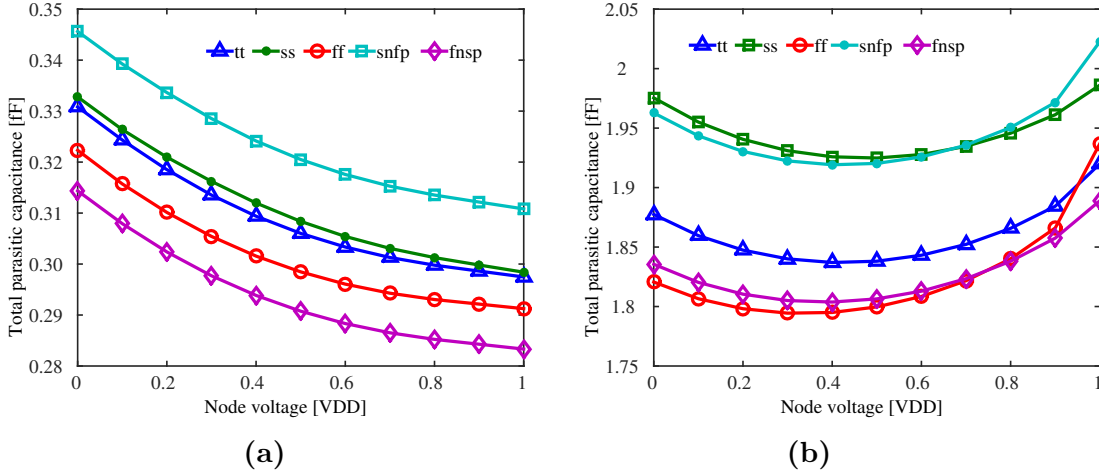 0.35
0.34
0.33
0.32
0.31
0.30
0.29
0.28
Total parasitic capacitance [fF]
tt ss ff snfp fnsp
0 0.2 0.4 0.6 0.8 1
Node voltage [VDD]
(a)
2.05
2
1.95
1.9
1.85
1.8
1.75
Total parasitic capacitance [fF]
tt ss ff snfp fnsp
0 0.2 0.4 0.6 0.8 1
Node voltage [VDD]
(b)